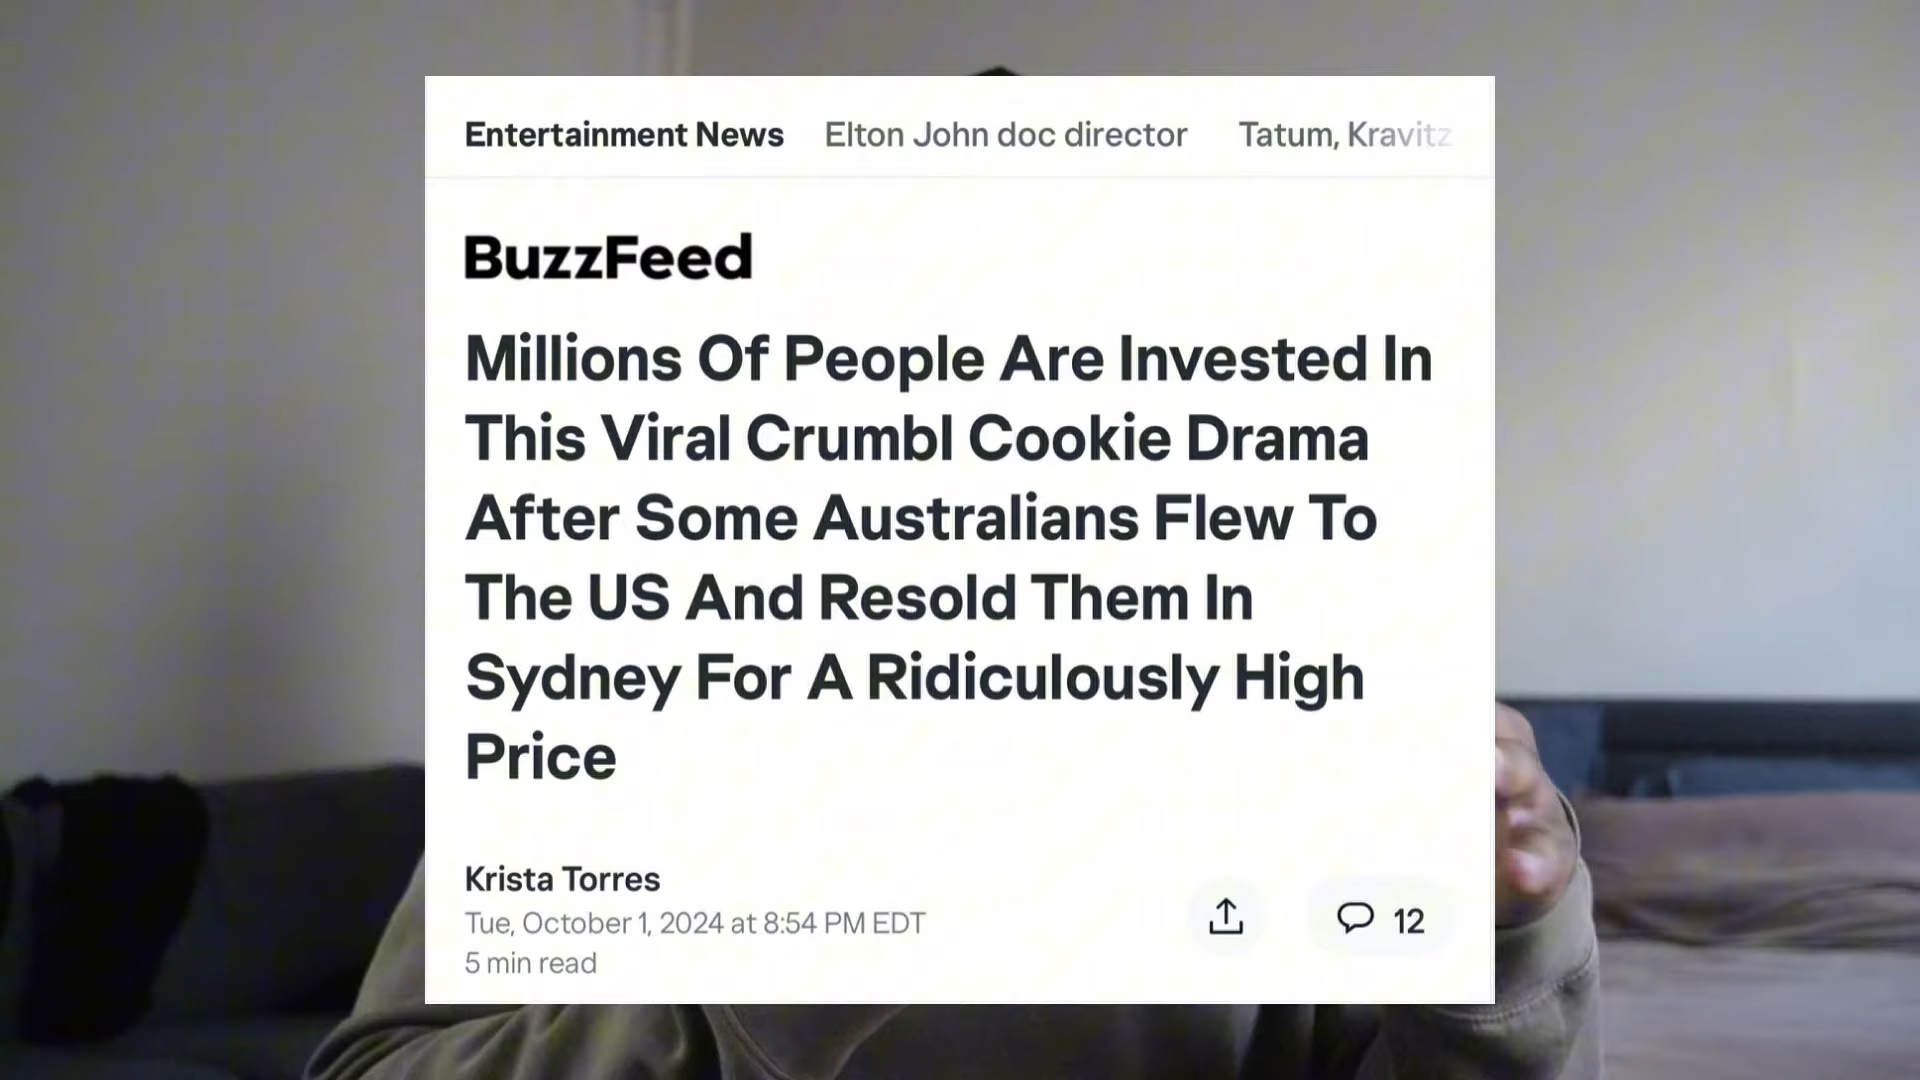 Entertainment News Elton John doc director Tatum, Kravitz
BuzzFeed
Millions Of People Are Invested In
This Viral Crumbl Cookie Drama
After Some Australians Flew To
The US And Resold Them In
Sydney For A Ridiculously High
Price
Krista Torres
Tue, October 1, 2024 at 8:54 PM EDT
5 min read
12